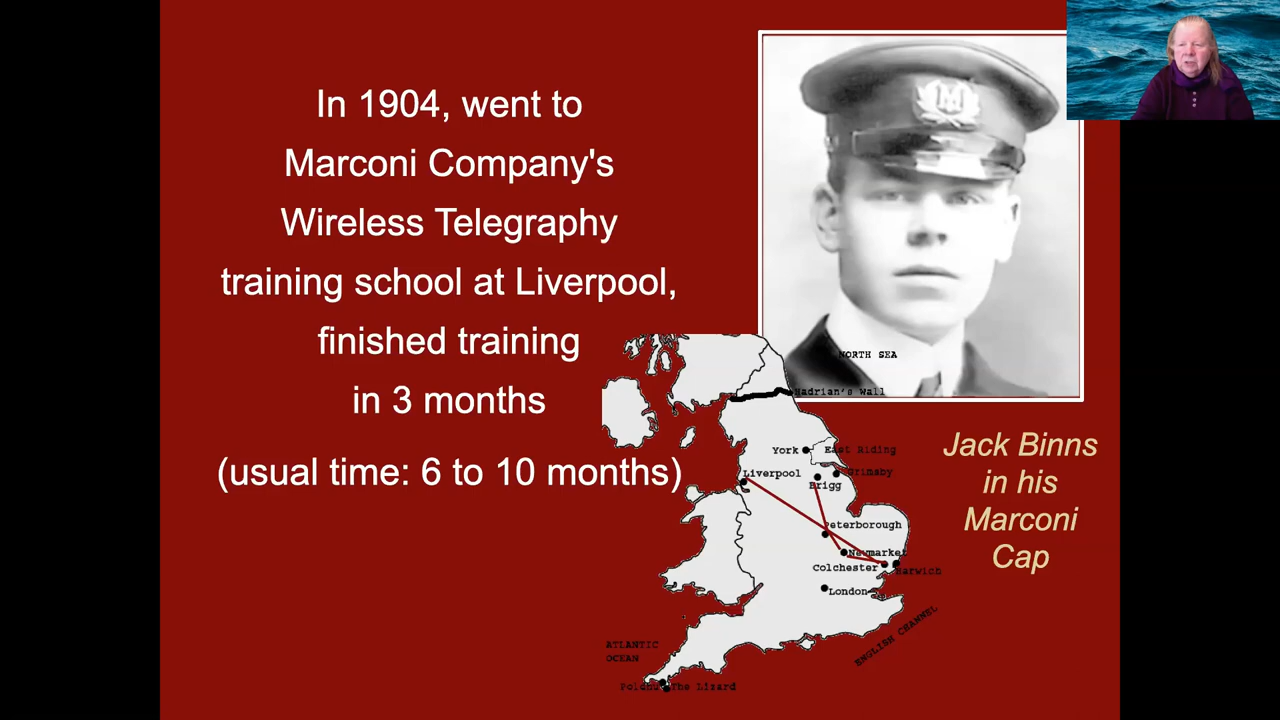 In 1904, went to
Marconi Company's
Wireless Telegraphy
training school at Liverpool,
finished training
in 3 months
(usual time: 6 to 10 months)
M
NORTH SEA
Hadrian's Wall
York
East Riding
Liverpool
Grimsby
Brigg
Peterborough
Newmarket
Colchester
Harwich
London
ENGLISH CHANNEL
ATLANTIC
OCEAN
Poldhu
The Lizard
Jack Binns
in his
Marconi
Cap